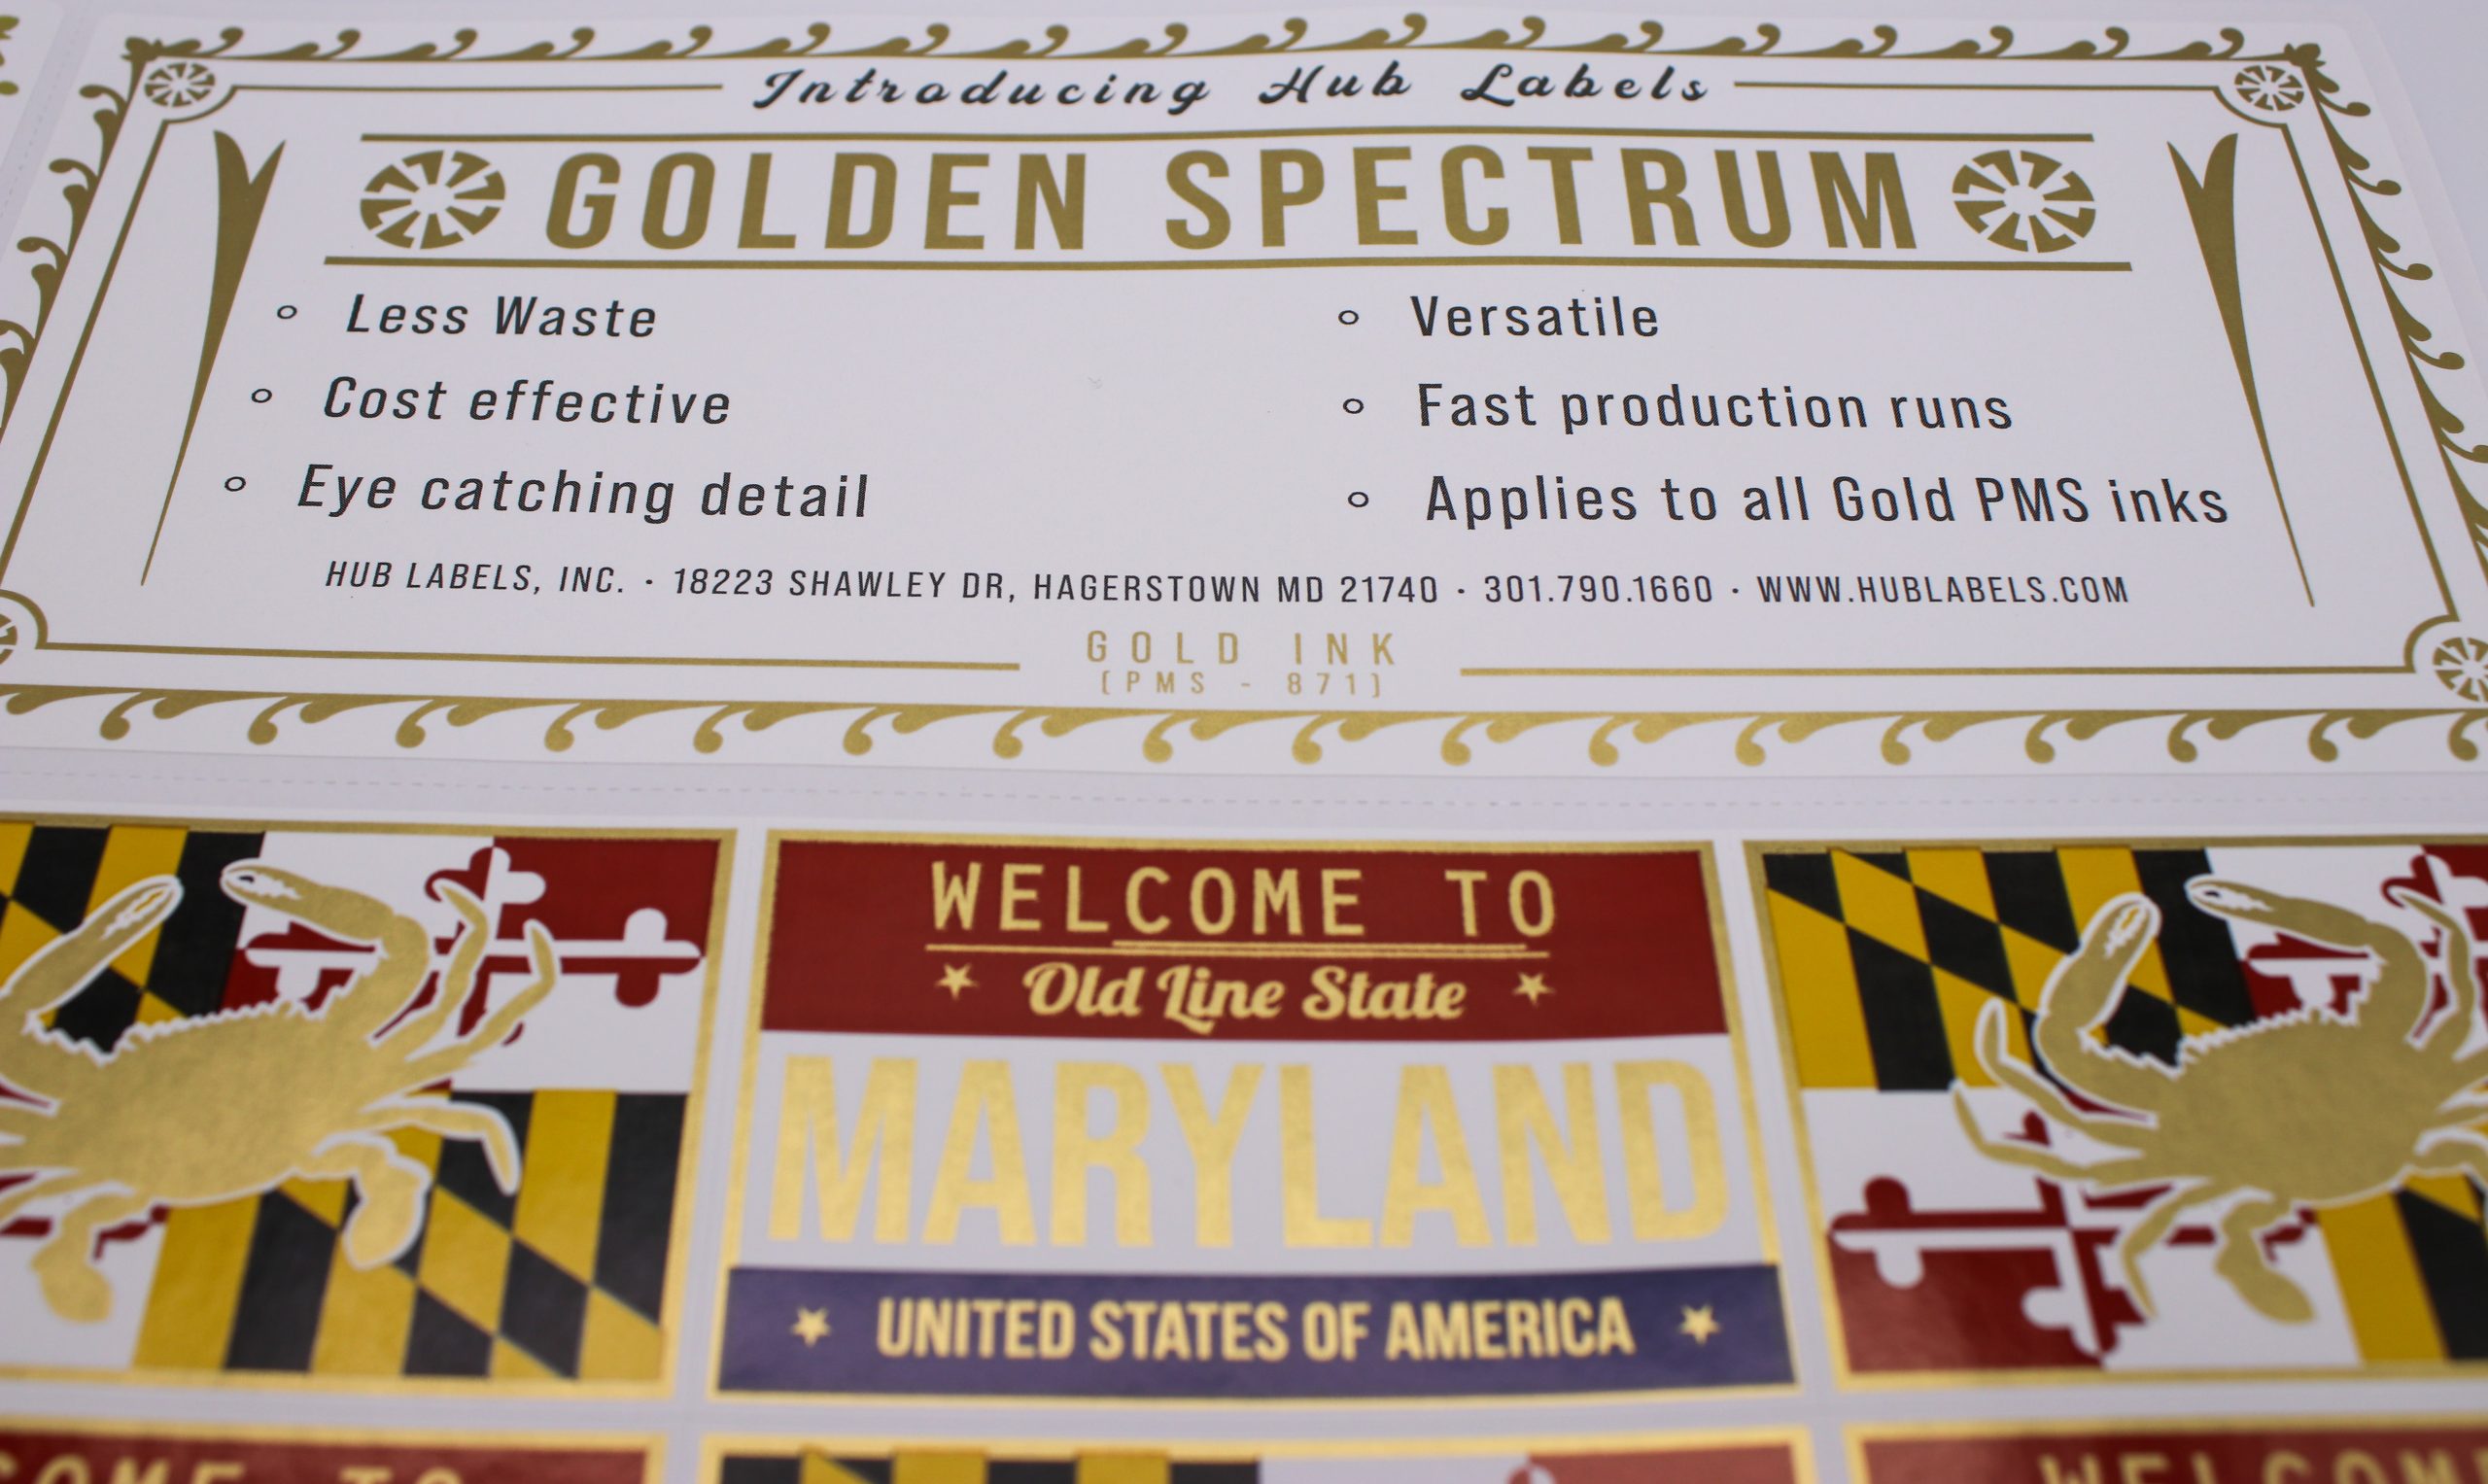 Introducing Hub Labels
GOLDEN SPECTRUM
Less Waste
Cost effective
Eye catching detail
Versatile
Fast production runs
Applies to all Gold PMS inks
HUB LABELS, INC. · 18223 SHAWLEY DR, HAGERSTOWN MD 21740 · 301.790.1660 · WWW.HUBLABELS.COM
GOLD INK
(PMS - 871)
WELCOME TO
Old Line State
MARYLAND
UNITED STATES OF AMERICA
TO